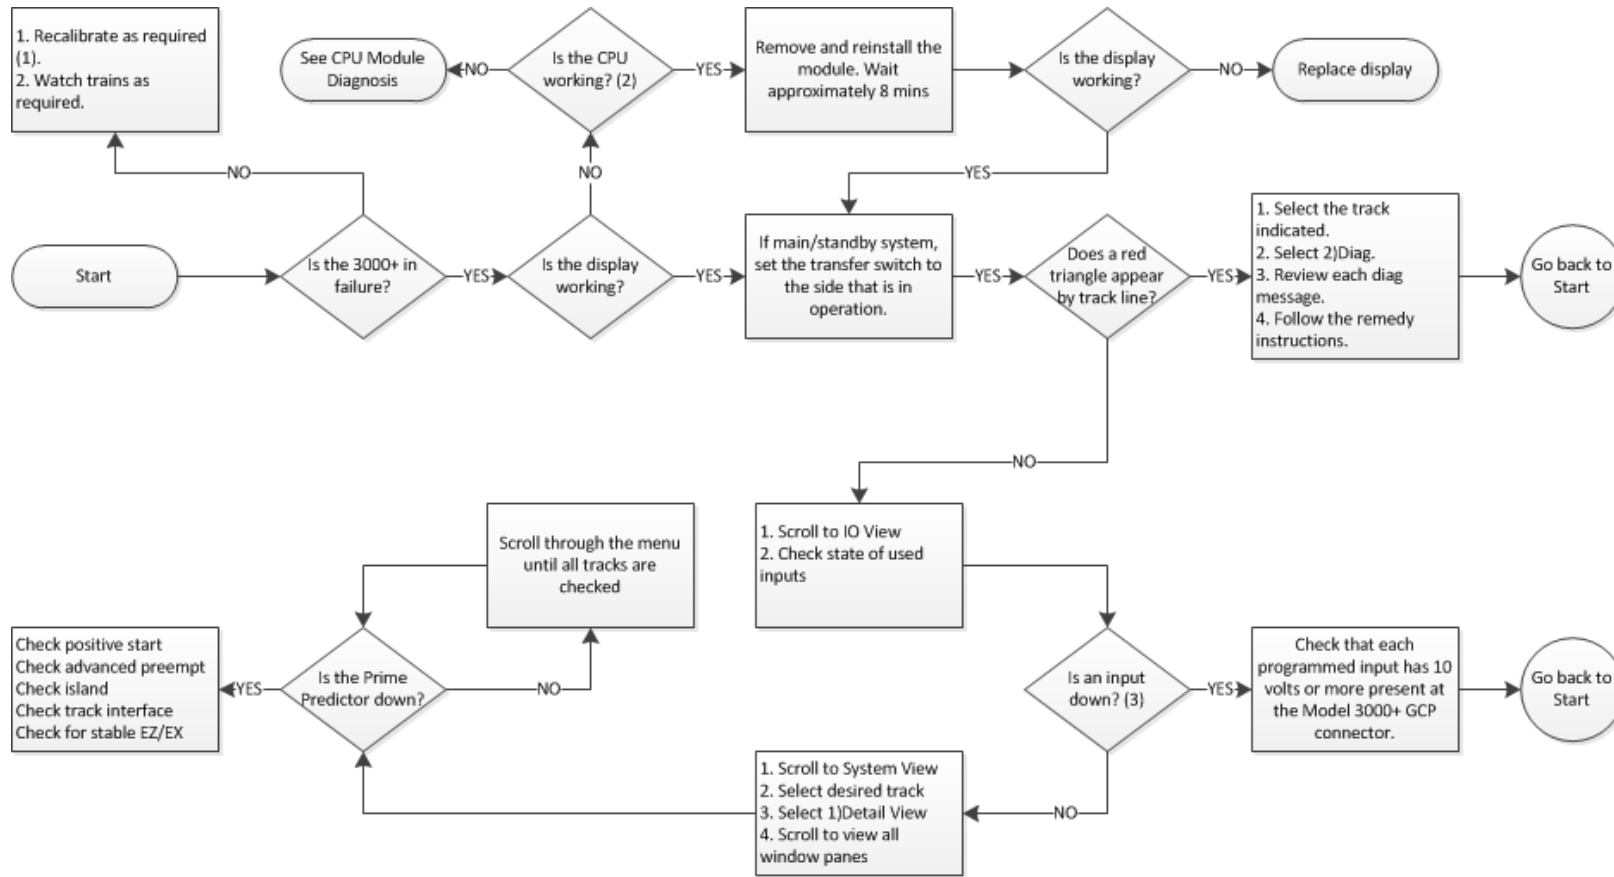 1. Recalibrate as required
(1).
2. Watch trains as
required.
See CPU Module
Diagnosis
NO
Is the CPU
working? (2)
YES
Remove and reinstall the
module. Wait
approximately 8 mins
Is the display
working?
NO
Replace display
NO
NO
YES
Start
Is the 3000+ in
failure?
YES
Is the display
working?
YES
If main/standby system,
set the transfer switch to
the side that is in
operation.
YES
Does a red
triangle appear
by track line?
YES
1. Select the track
indicated.
2. Select 2)Diag.
3. Review each diag
message.
4. Follow the remedy
instructions.
Go back to
Start
NO
Scroll through the menu
until all tracks are
checked
1. Scroll to IO View
2. Check state of used
inputs
Check positive start
Check advanced preempt
Check island
Check track interface
Check for stable EZ/EX
YES
Is the Prime
Predictor down?
NO
Is an input
down? (3)
YES
Check that each
programmed input has 10
volts or more present at
the Model 3000+ GCP
connector.
Go back to
Start
1. Scroll to System View
2. Select desired track
3. Select 1)Detail View
4. Scroll to view all
window panes
NO